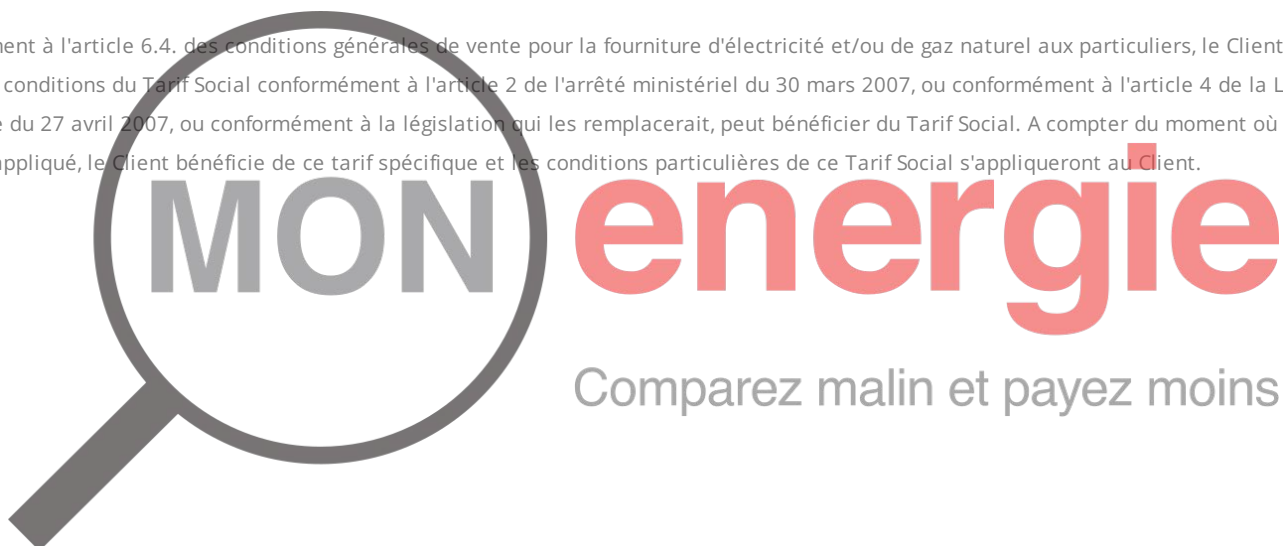 ent à l'article 6.4. des conditions générales de vente pour la fourniture d'électricité et/ou de gaz naturel aux particuliers, le Client
conditions du Tarif Social conformément à l'article 2 de l'arrêté ministériel du 30 mars 2007, ou conformément à l'article 4 de la L
du 27 avril 2007, ou conformément à la législation qui les remplacerait, peut bénéficier du Tarif Social. A compter du moment où
appliqué, le Client bénéficie de ce tarif spécifique et les conditions particulières de ce Tarif Social s'appliqueront au Client.
MON energie
Comparez malin et payez moins